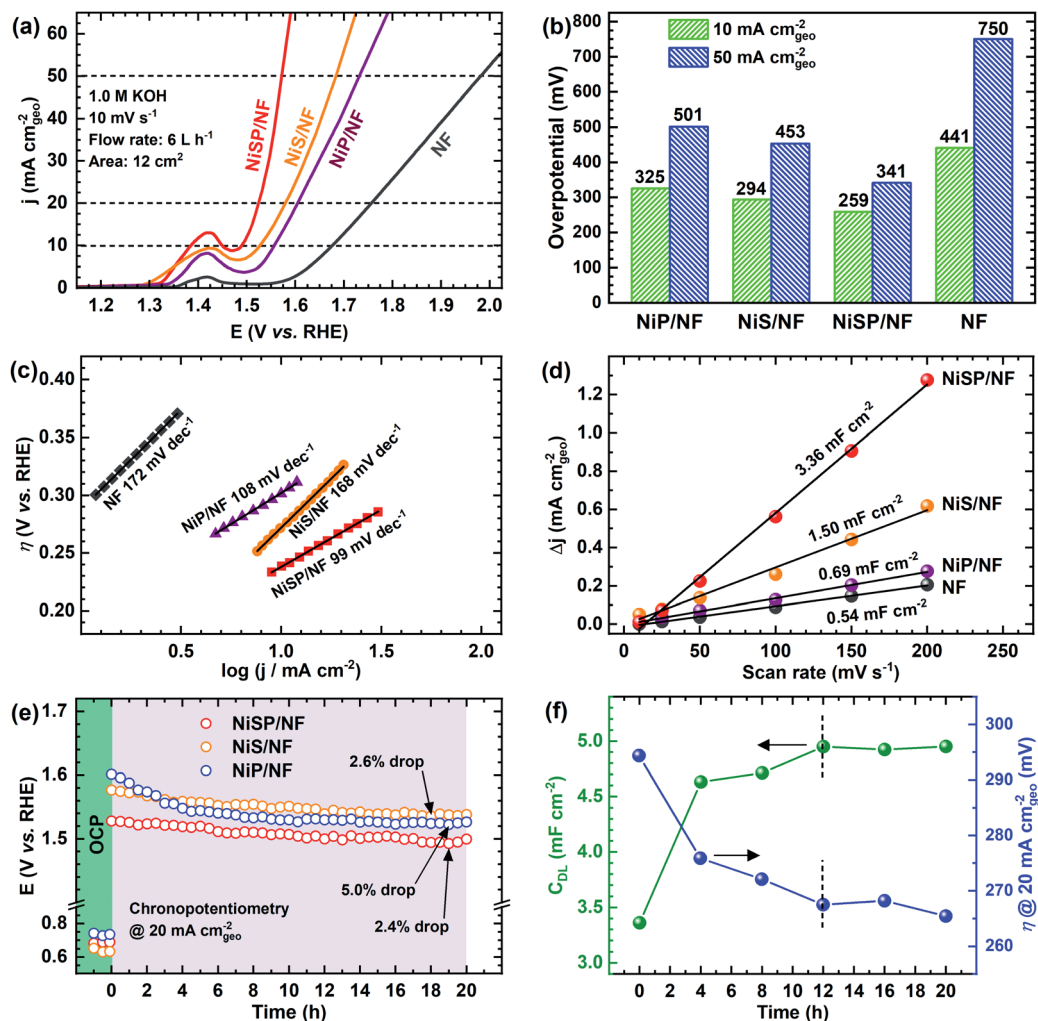 (a)
50
40
30
20
10
0
j (mA cm⁻²geo)
1.0 M KOH
10 mV s⁻¹
Flow rate: 6 L h⁻¹
Area: 12 cm²
NiSP/NF
NiS/NF
NiP/NF
NF
1.2 1.3 1.4 1.5 1.6 1.7 1.8 1.9 2.0
E (V vs. RHE)
(b)
10 mA cm⁻²geo
50 mA cm⁻²geo
800
700
600
500
400
300
200
100
0
Overpotential (mV)
325 501 294 453 259 341 441 750
NiP/NF NiS/NF NiSP/NF NF
(c)
0.40
0.35
0.30
0.25
0.20
η (V vs. RHE)
NF 172 mV dec⁻¹
NiP/NF 108 mV dec⁻¹
NiS/NF 168 mV dec⁻¹
NiSP/NF 99 mV dec⁻¹
0.5 1.0 1.5 2.0
log (j / mA cm⁻²)
(d)
1.2
1.0
0.8
0.6
0.4
0.2
0.0
Δj (mA cm⁻²geo)
NiSP/NF
3.36 mF cm⁻²
NiS/NF
1.50 mF cm⁻²
NiP/NF
0.69 mF cm⁻²
NF
0.54 mF cm⁻²
0 50 100 150 200 250
Scan rate (mV s⁻¹)
(e)
1.7
1.6
1.5
0.8
0.6
E (V vs. RHE)
OCP
NiSP/NF
NiS/NF
NiP/NF
2.6% drop
5.0% drop
2.4% drop
Chronopotentiometry
@ 20 mA cm⁻²geo
0 2 4 6 8 10 12 14 16 18 20
Time (h)
(f)
5.0
4.5
4.0
3.5
3.0
C_DL (mF cm⁻²)
300
290
280
270
260
η @ 20 mA cm⁻²geo (mV)
0 2 4 6 8 10 12 14 16 18 20
Time (h)